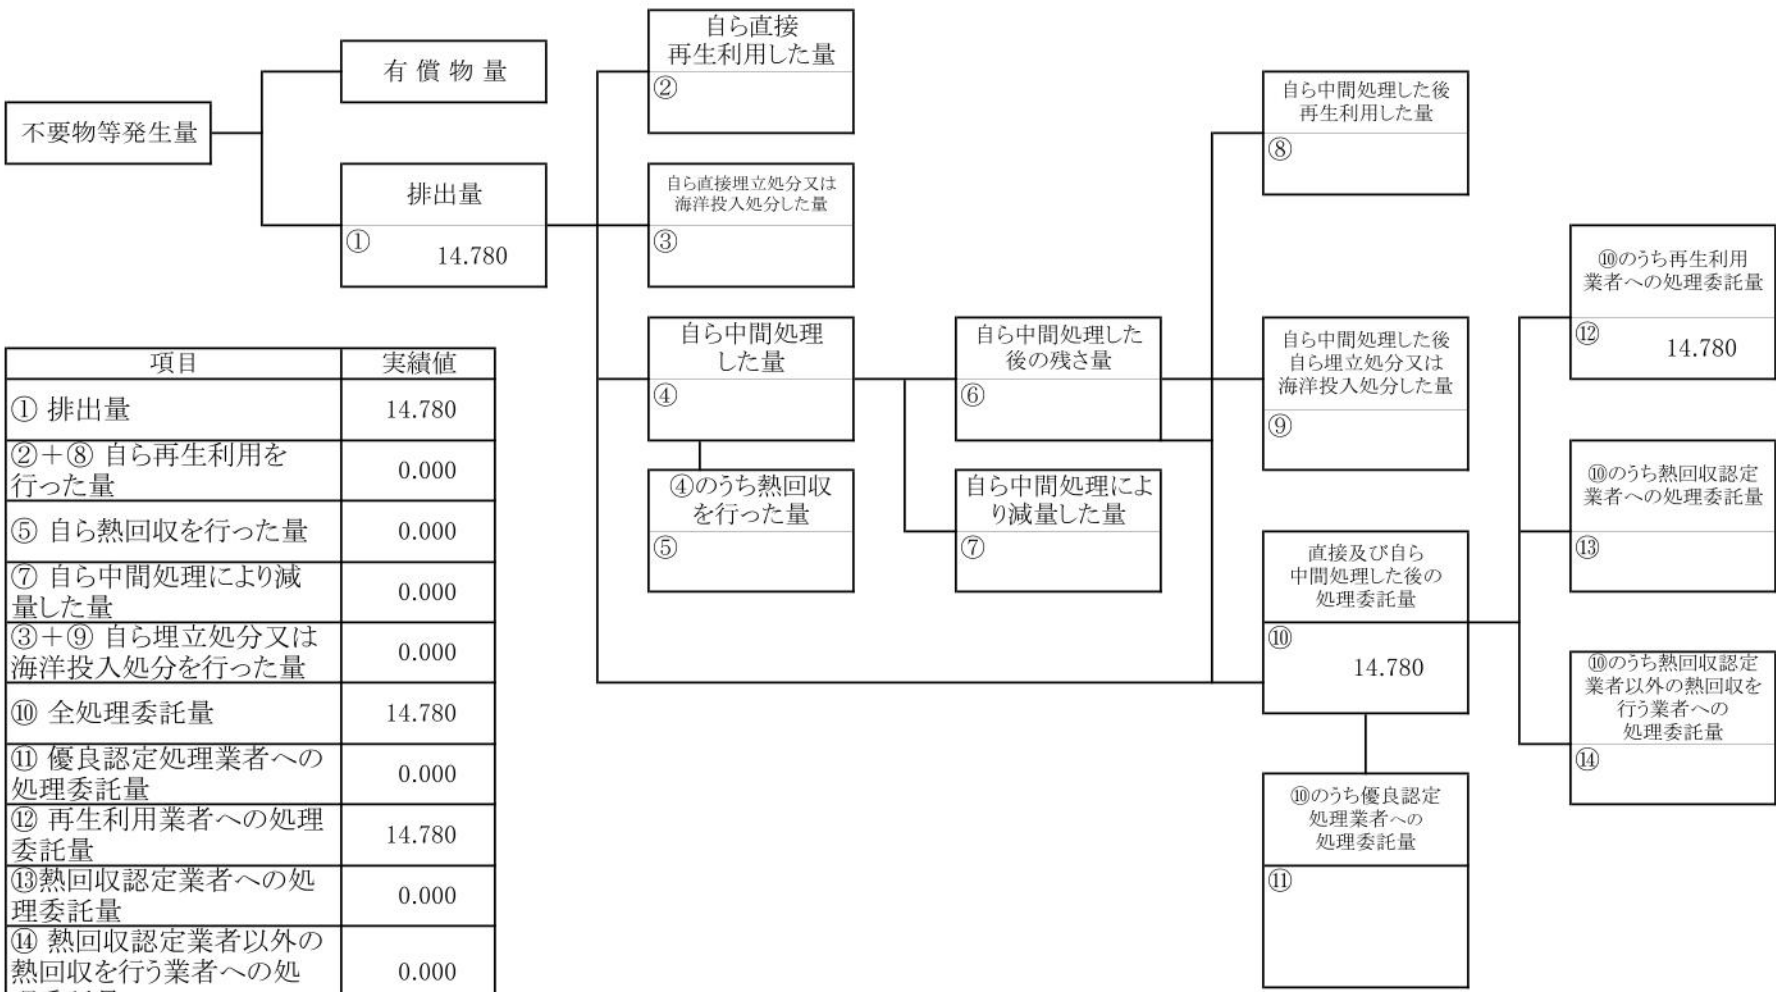 不要物等発生量
有償物量
排出量
①
14.780
自ら直接
再生利用した量
②
自ら直接埋立処分又は
海洋投入処分した量
③
自ら中間処理
した量
④
④のうち熱回収
を行った量
⑤
自ら中間処理した
後の残さ量
⑥
自ら中間処理によ
り減量した量
⑦
自ら中間処理した後
再生利用した量
⑧
自ら中間処理した後
自ら埋立処分又は
海洋投入処分した量
⑨
直接及び自ら
中間処理した後の
処理委託量
⑩
14.780
⑩のうち優良認定
処理業者への
処理委託量
⑪
⑩のうち再生利用
業者への処理委託量
⑫
14.780
⑩のうち熱回収認定
業者への処理委託量
⑬
⑩のうち熱回収認定
業者以外の熱回収を
行う業者への
処理委託量
⑭
項目 実績値
① 排出量 14.780
②+⑧ 自ら再生利用を
行った量 0.000
⑤ 自ら熱回収を行った量 0.000
⑦ 自ら中間処理により減
量した量 0.000
③+⑨ 自ら埋立処分又は
海洋投入処分を行った量 0.000
⑩ 全処理委託量 14.780
⑪ 優良認定処理業者への
処理委託量 0.000
⑫ 再生利用業者への処理
委託量 14.780
⑬熱回収認定業者への処
理委託量 0.000
⑭ 熱回収認定業者以外の
熱回収を行う業者への処 0.000